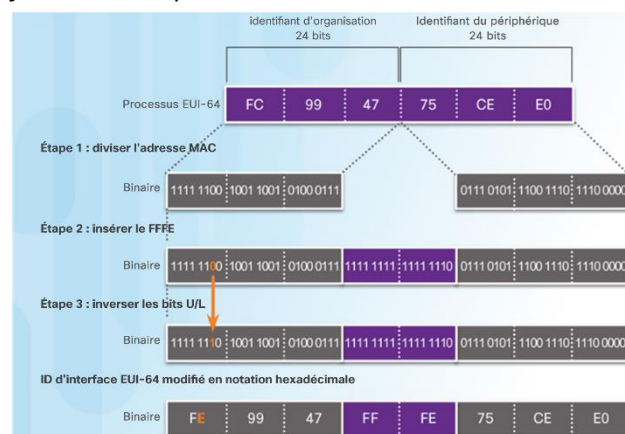 identifiant d'organisation
24 bits
Identifiant du périphérique
24 bits
Processus EUI-64 FC 99 47 75 CE E0
Étape 1 : diviser l'adresse MAC
Binaire 1111 1100 1001 1001 0100 0111 0111 0101 1100 1110 1110 0000
Étape 2 : insérer le FFFE
Binaire 1111 1100 1001 1001 0100 0111 1111 1111 1111 1110 0111 0101 1100 1110 1110 0000
Étape 3 : inverser les bits U/L
Binaire 1111 1110 1001 1001 0100 0111 1111 1111 1111 1110 0111 0101 1100 1110 1110 0000
ID d'interface EUI-64 modifié en notation hexadécimale
Binaire FE 99 47 FF FE 75 CE E0